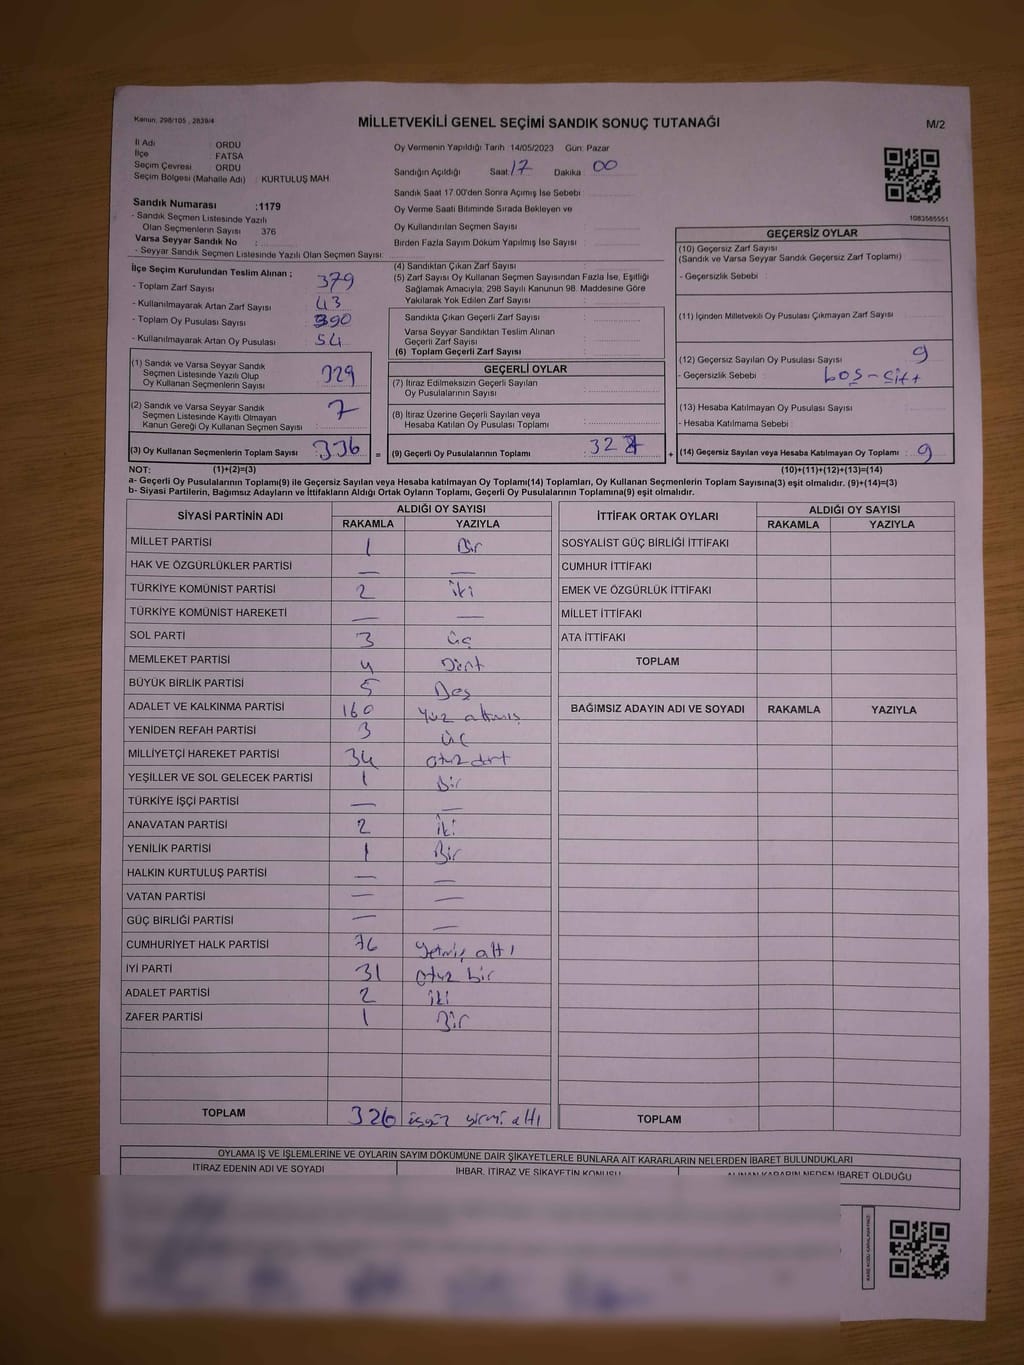 Kanun; 298/105 , 2839/4
MİLLETVEKİLİ GENEL SEÇİMİ SANDIK SONUÇ TUTANAĞI
M/2
İl Adı : ORDU
İlçe : FATSA
Seçim Çevresi : ORDU
Seçim Bölgesi (Mahalle Adı) : KURTULUŞ MAH.
Oy Vermenin Yapıldığı Tarih :14/05/2023 Gün: Pazar
Sandığın Açıldığı Saat: 17 Dakika : 00
Sandık Saat 17.00'den Sonra Açımış İse Sebebi :
Oy Verme Saati Bitiminde Sırada Bekleyen ve
Oy Kullandırılan Seçmen Sayısı :
Birden Fazla Sayım Döküm Yapılmış İse Sayısı :
1083585551
Sandık Numarası :1179
- Sandık Seçmen Listesinde Yazılı
Olan Seçmenlerin Sayısı : 376
Varsa Seyyar Sandık No :
- Seyyar Sandık Seçmen Listesinde Yazılı Olan Seçmen Sayısı:
İlçe Seçim Kurulundan Teslim Alınan ;
- Toplam Zarf Sayısı : 379
- Kullanılmayarak Artan Zarf Sayısı : 43
- Toplam Oy Pusulası Sayısı : 390
- Kullanılmayarak Artan Oy Pusulası : 54
(1) Sandık ve Varsa Seyyar Sandık
Seçmen Listesinde Yazılı Olup
Oy Kullanan Seçmenlerin Sayısı : 329
(2) Sandık ve Varsa Seyyar Sandık
Seçmen Listesinde Kayıtlı Olmayan
Kanun Gereği Oy Kullanan Seçmen Sayısı : 7
(3) Oy Kullanan Seçmenlerin Toplam Sayısı : 336 =
(4) Sandıktan Çıkan Zarf Sayısı :
(5) Zarf Sayısı Oy Kullanan Seçmen Sayısından Fazla İse, Eşitliği
Sağlamak Amacıyla, 298 Sayılı Kanunun 98. Maddesine Göre
Yakılarak Yok Edilen Zarf Sayısı :
Sandıkta Çıkan Geçerli Zarf Sayısı :
Varsa Seyyar Sandıktan Teslim Alınan
Geçerli Zarf Sayısı :
(6) Toplam Geçerli Zarf Sayısı :
GEÇERLİ OYLAR
(7) İtiraz Edilmeksizin Geçerli Sayılan
Oy Pusulalarının Sayısı :
(8) İtiraz Üzerine Geçerli Sayılan veya
Hesaba Katılan Oy Pusulası Toplamı :
(9) Geçerli Oy Pusulalarının Toplamı : 327 +
GEÇERSİZ OYLAR
(10) Geçersiz Zarf Sayısı
(Sandık ve Varsa Seyyar Sandık Geçersiz Zarf Toplamı) :
- Geçersizlik Sebebi :
(11) İçinden Milletvekili Oy Pusulası Çıkmayan Zarf Sayısı :
(12) Geçersiz Sayılan Oy Pusulası Sayısı : 9
- Geçersizlik Sebebi : boş - çift
(13) Hesaba Katılmayan Oy Pusulası Sayısı :
- Hesaba Katılmama Sebebi :
(14) Geçersiz Sayılan veya Hesaba Katılmayan Oy Toplamı : 9
NOT: (1)+(2)=(3) (10)+(11)+(12)+(13)=(14)
a- Geçerli Oy Pusulalarının Toplamı(9) ile Geçersiz Sayılan veya Hesaba Katılmayan Oy Toplamı(14) Toplamları, Oy Kullanan Seçmenlerin Toplam Sayısına(3) eşit olmalıdır. (9)+(14)=(3)
b- Siyasi Partilerin, Bağımsız Adayların ve İttifakların Aldığı Ortak Oyların Toplamı, Geçerli Oy Pusulalarının Toplamına(9) eşit olmalıdır.
SİYASİ PARTİNİN ADI ALDIĞI OY SAYISI
RAKAMLA YAZIYLA
MİLLET PARTİSİ 1 Bir
HAK VE ÖZGÜRLÜKLER PARTİSİ — —
TÜRKİYE KOMÜNİST PARTİSİ 2 iki
TÜRKİYE KOMÜNİST HAREKETİ — —
SOL PARTİ 3 üç
MEMLEKET PARTİSİ 4 Dört
BÜYÜK BİRLİK PARTİSİ 5 Beş
ADALET VE KALKINMA PARTİSİ 160 Yüz altmış
YENİDEN REFAH PARTİSİ 3 üç
MİLLİYETÇİ HAREKET PARTİSİ 34 otuz dört
YEŞİLLER VE SOL GELECEK PARTİSİ 1 Bir
TÜRKİYE İŞÇİ PARTİSİ — —
ANAVATAN PARTİSİ 2 iki
YENİLİK PARTİSİ 1 Bir
HALKIN KURTULUŞ PARTİSİ — —
VATAN PARTİSİ — —
GÜÇ BİRLİĞİ PARTİSİ — —
CUMHURİYET HALK PARTİSİ 76 yetmiş altı
İYİ PARTİ 31 otuz bir
ADALET PARTİSİ 2 iki
ZAFER PARTİSİ 1 Bir
TOPLAM 326 üçyüz yirmi altı
İTTİFAK ORTAK OYLARI ALDIĞI OY SAYISI
RAKAMLA YAZIYLA
SOSYALİST GÜÇ BİRLİĞİ İTTİFAKI
CUMHUR İTTİFAKI
EMEK VE ÖZGÜRLÜK İTTİFAKI
MİLLET İTTİFAKI
ATA İTTİFAKI
TOPLAM
BAĞIMSIZ ADAYIN ADI VE SOYADI RAKAMLA YAZIYLA
TOPLAM
OYLAMA İŞ VE İŞLEMLERİNE VE OYLARIN SAYIM DÖKÜMÜNE DAİR ŞİKAYETLERLE BUNLARA AİT KARARLARIN NELERDEN İBARET BULUNDUKLARI
İTİRAZ EDENİN ADI VE SOYADI İHBAR, İTİRAZ VE ŞİKAYETİN KONUSU ALINAN KARARIN NEDEN İBARET OLDUĞU